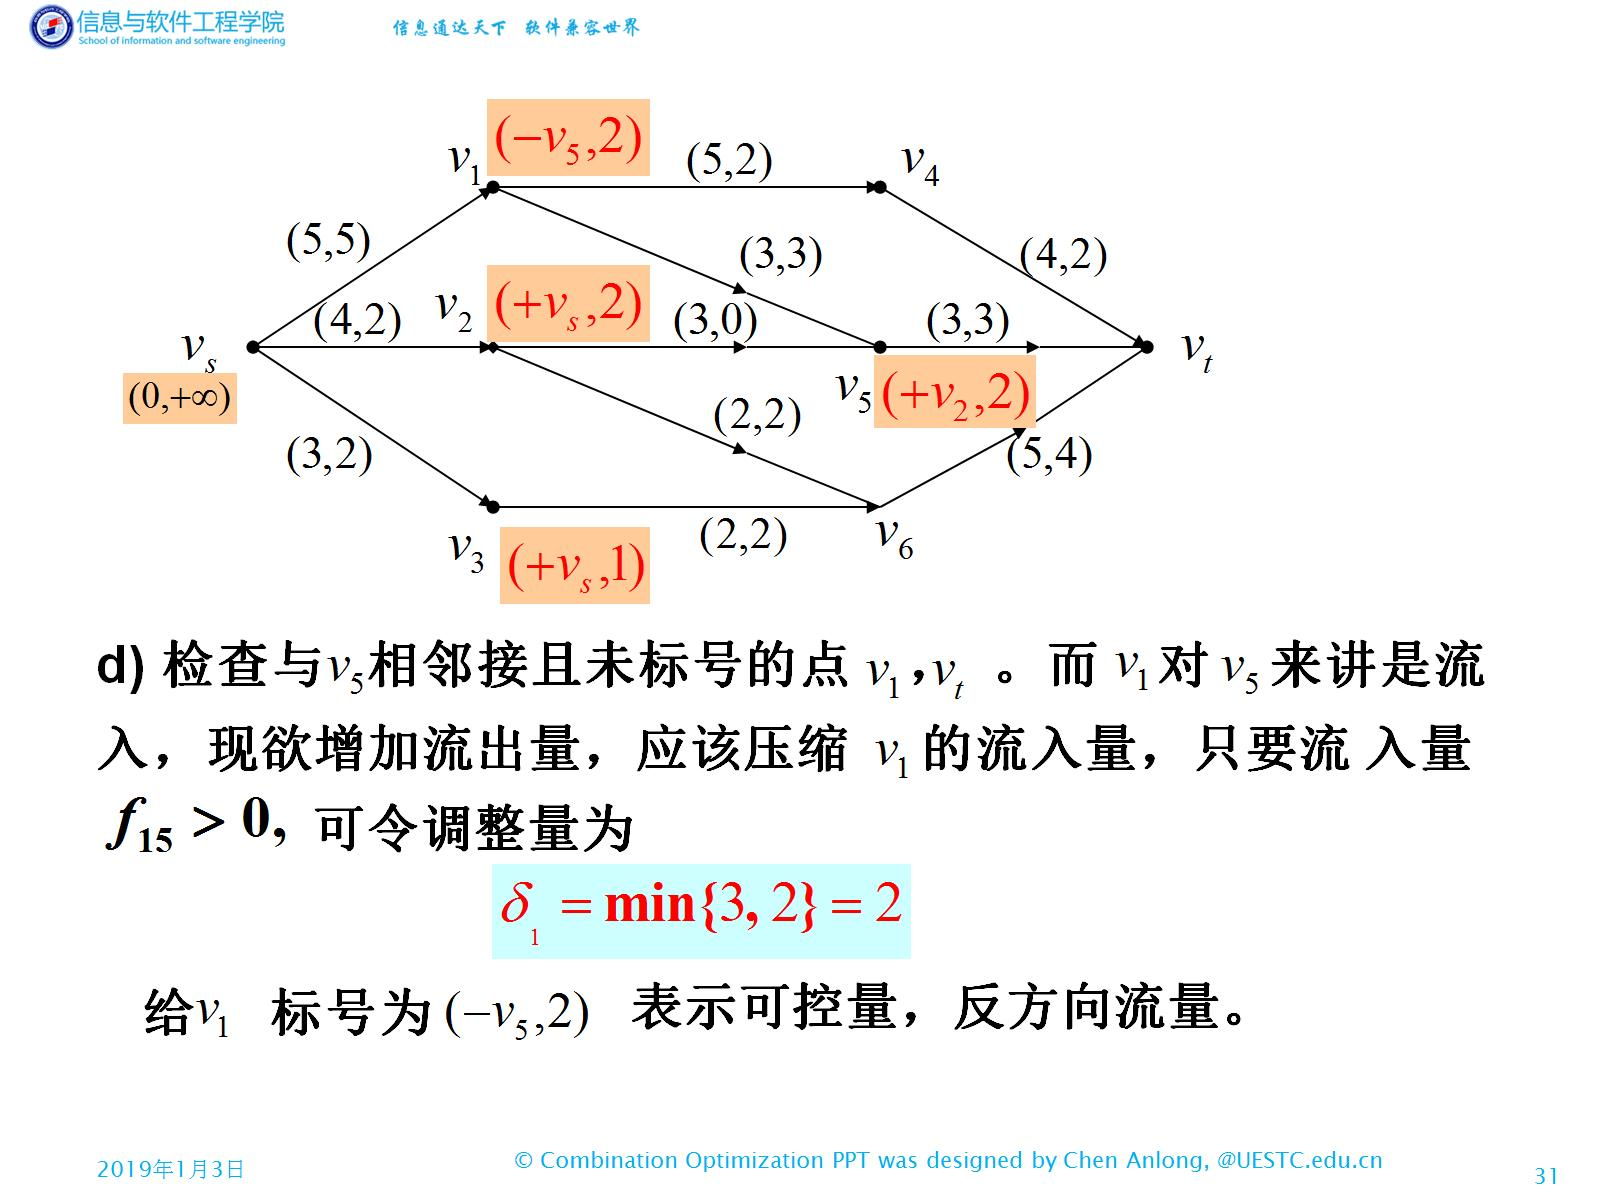 信息与软件工程学院
School of information and software engineering
信息通达天下 软件兼容世界
(−v₅,2)
v₁
(5,2)
v₄
(5,5)
(3,3)
(4,2)
v₂
(+vₛ,2)
(4,2)
(3,0)
(3,3)
vₛ
vₜ
(0,+∞)
v₅
(+v₂,2)
(2,2)
(3,2)
(5,4)
v₃
(+vₛ,1)
(2,2)
v₆
d) 检查与v₅相邻接且未标号的点 v₁，vₜ 。而 v₁ 对 v₅ 来讲是流
入，现欲增加流出量，应该压缩 v₁ 的流入量，只要流 入量
f₁₅ > 0, 可令调整量为
δ₁ = min{3, 2} = 2
给v₁ 标号为 (−v₅,2) 表示可控量，反方向流量。
2019年1月3日
© Combination Optimization PPT was designed by Chen Anlong, @UESTC.edu.cn
31